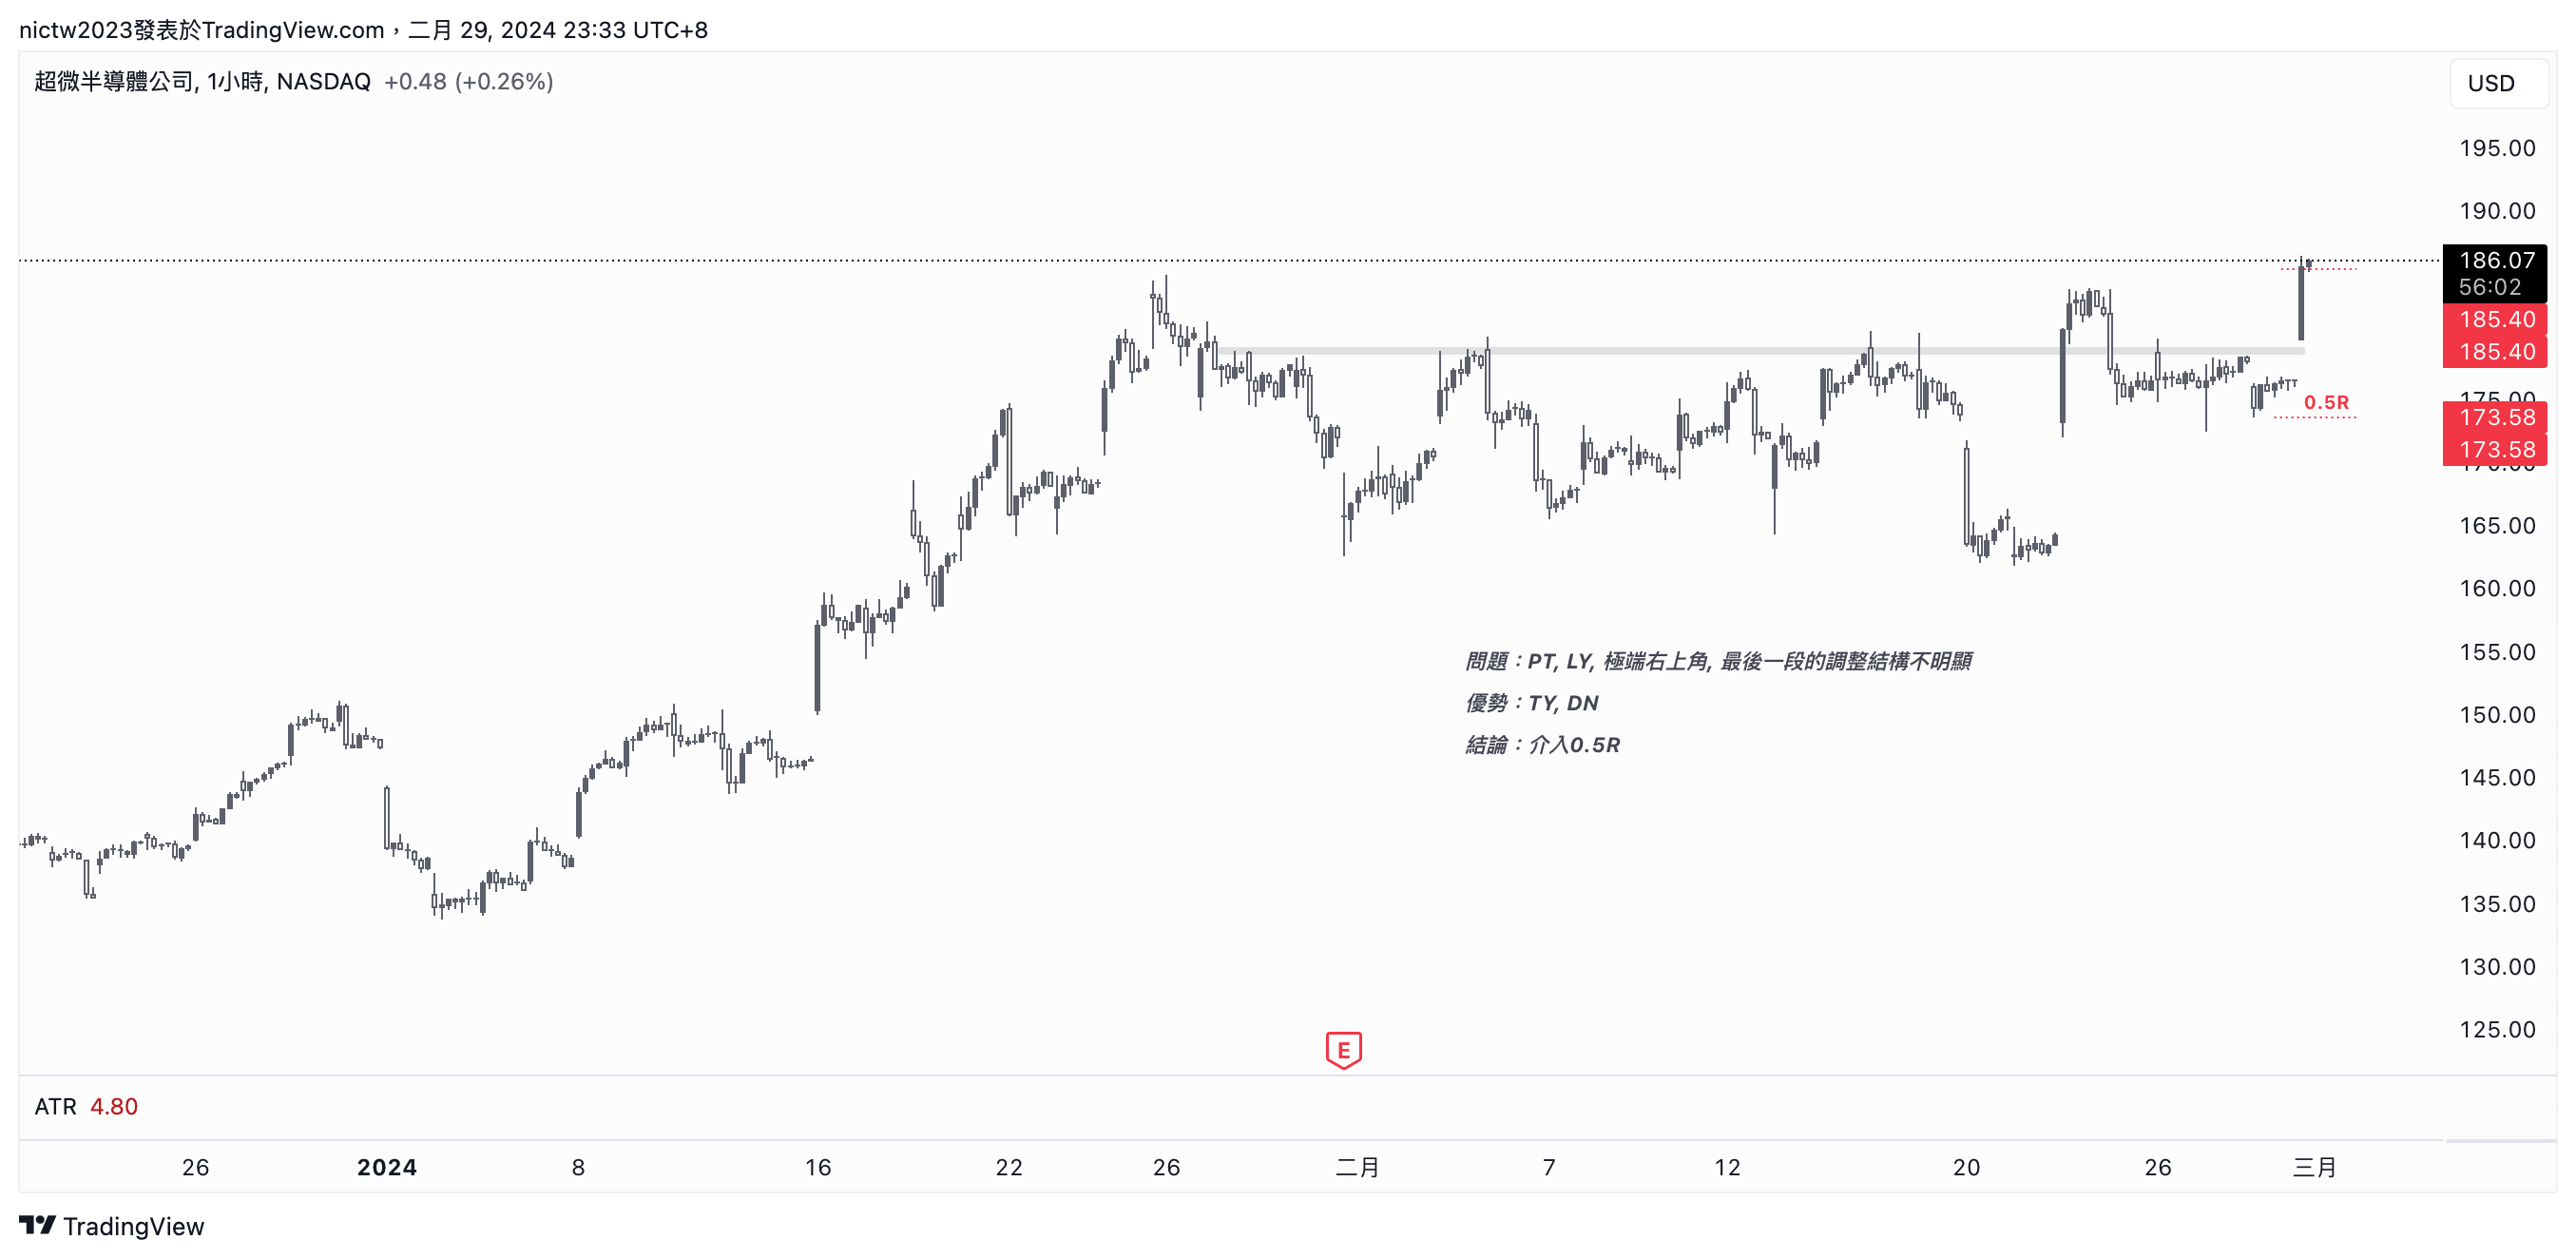 nictw2023發表於TradingView.com，二月 29, 2024 23:33 UTC+8
超微半導體公司, 1小時, NASDAQ +0.48 (+0.26%)
USD
195.00
190.00
186.07
56:02
185.40
185.40
175.00
0.5R
173.58
173.58
170.00
165.00
160.00
155.00
問題：PT, LY, 極端右上角, 最後一段的調整結構不明顯
優勢：TY, DN
150.00
結論：介入0.5R
145.00
140.00
135.00
130.00
125.00
E
ATR 4.80
26 2024 8 16 22 26 二月 7 12 20 26 三月
TradingView